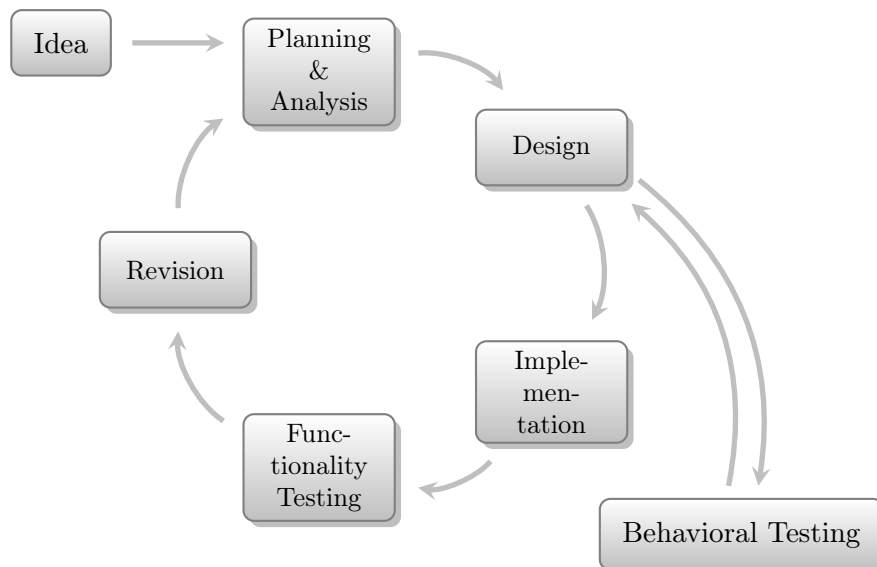 Idea
Planning
&
Analysis
Design
Revision
Imple-
men-
tation
Func-
tionality
Testing
Behavioral Testing